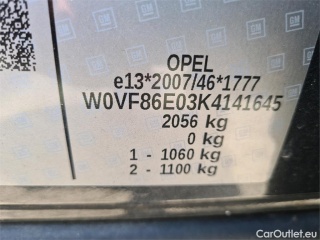 OPEL
e13*2007/46*1777
W0VF86E03K4141645
2056 kg
0 kg
1 - 1060 kg
2 - 1100 kg
© CarOutlet.eu